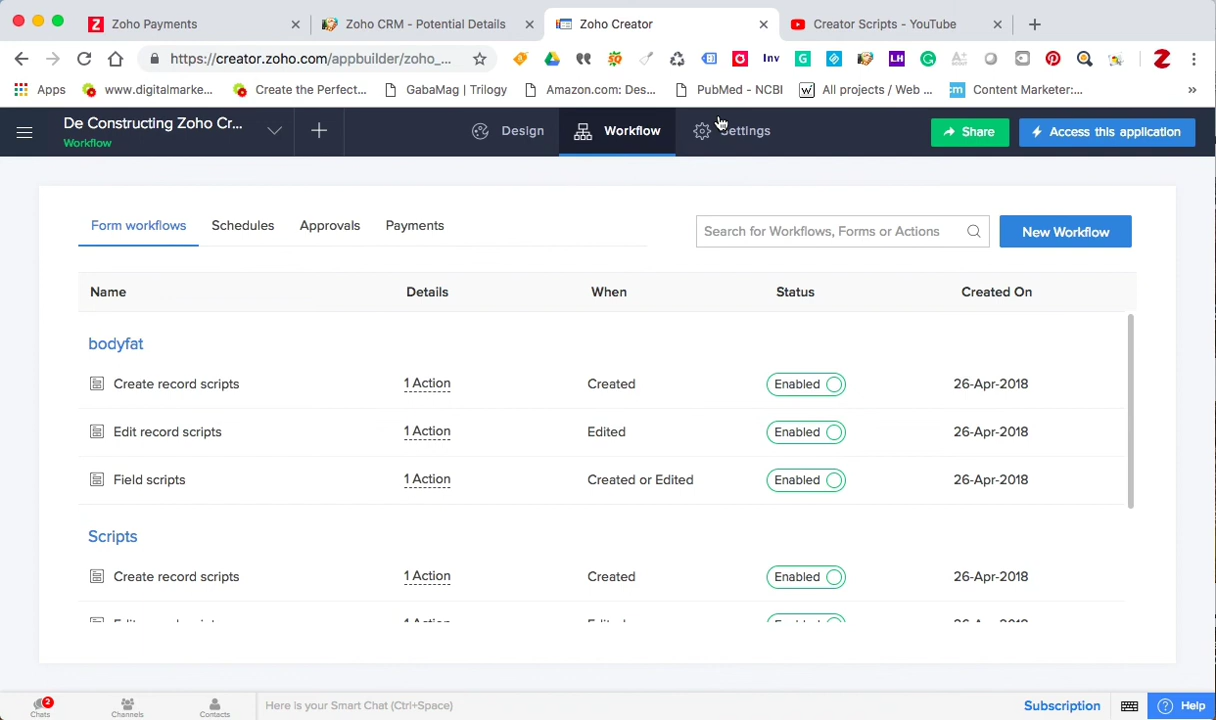 Zoho Payments
Zoho CRM - Potential Details
Zoho Creator
Creator Scripts - YouTube
https://creator.zoho.com/appbuilder/zoho_...
Inv
LH
Apps
www.digitalmarke...
Create the Perfect...
GabaMag | Trilogy
Amazon.com: Des...
PubMed - NCBI
All projects / Web ...
cm
Content Marketer:...
De Constructing Zoho Cr...
Workflow
Design
Workflow
Settings
Share
Access this application
Form workflows
Schedules
Approvals
Payments
Search for Workflows, Forms or Actions
New Workflow
Name
Details
When
Status
Created On
bodyfat
Create record scripts
1 Action
Created
Enabled
26-Apr-2018
Edit record scripts
1 Action
Edited
Enabled
26-Apr-2018
Field scripts
1 Action
Created or Edited
Enabled
26-Apr-2018
Scripts
Create record scripts
1 Action
Created
Enabled
26-Apr-2018
2
Chats
Channels
Contacts
Here is your Smart Chat (Ctrl+Space)
Subscription
Help